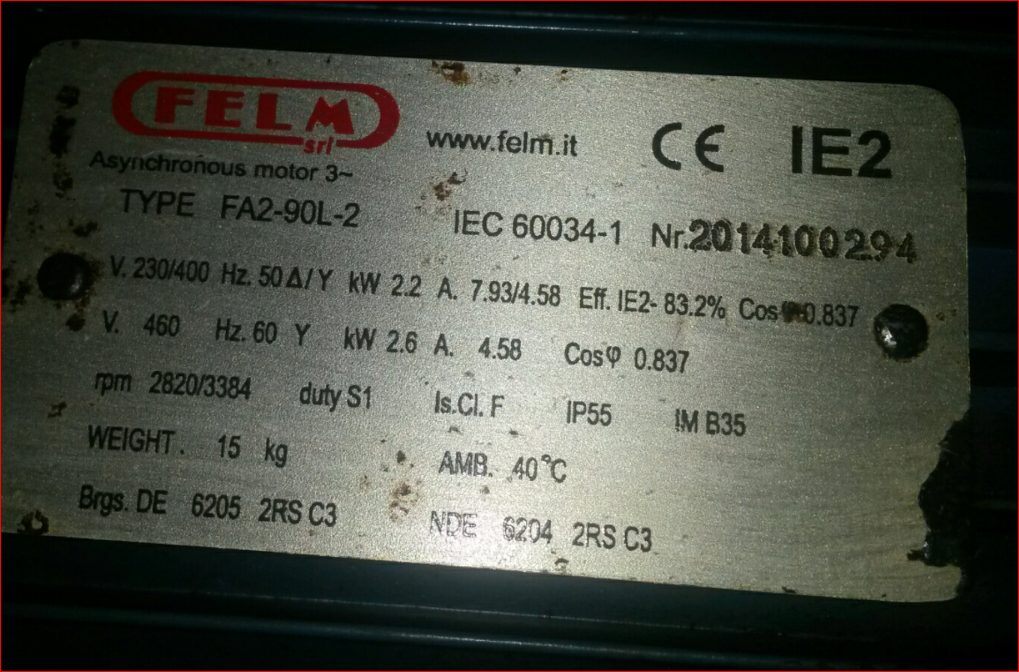 FELM
srl
www.felm.it CE IE2
Asynchronous motor 3~
TYPE FA2-90L-2 IEC 60034-1 Nr.2014100294
V. 230/400 Hz. 50 Δ/Y kW 2.2 A. 7.93/4.58 Eff. IE2- 83.2% Cosφ 0.837
V. 460 Hz. 60 Y kW 2.6 A. 4.58 Cosφ 0.837
rpm 2820/3384 duty S1 Is.Cl. F IP55 IM B35
WEIGHT. 15 kg AMB. 40°C
Brgs. DE 6205 2RS C3 NDE 6204 2RS C3